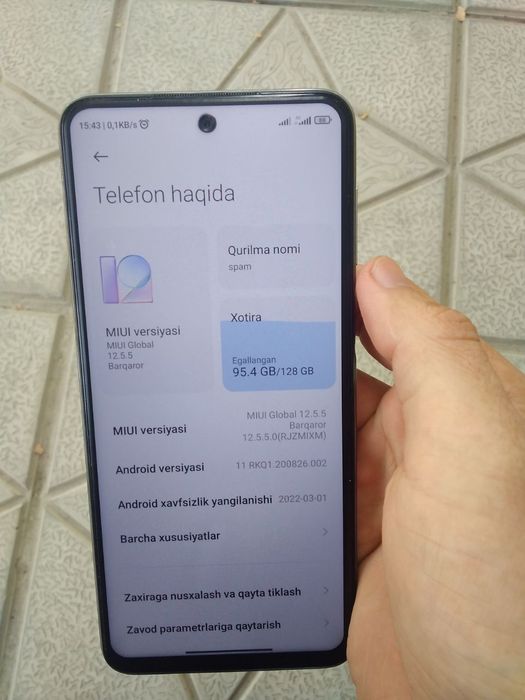 15:43 | 0,1KB/s
88
Telefon haqida
MIUI versiyasi
MIUI Global
12.5.5
Barqaror
Qurilma nomi
spam
Xotira
Egallangan
95.4 GB/128 GB
MIUI versiyasi
MIUI Global 12.5.5
Barqaror
12.5.5.0(RJZMIXM)
Android versiyasi
11 RKQ1.200826.002
Android xavfsizlik yangilanishi
2022-03-01
Barcha xususiyatlar
Zaxiraga nusxalash va qayta tiklash
Zavod parametrlariga qaytarish